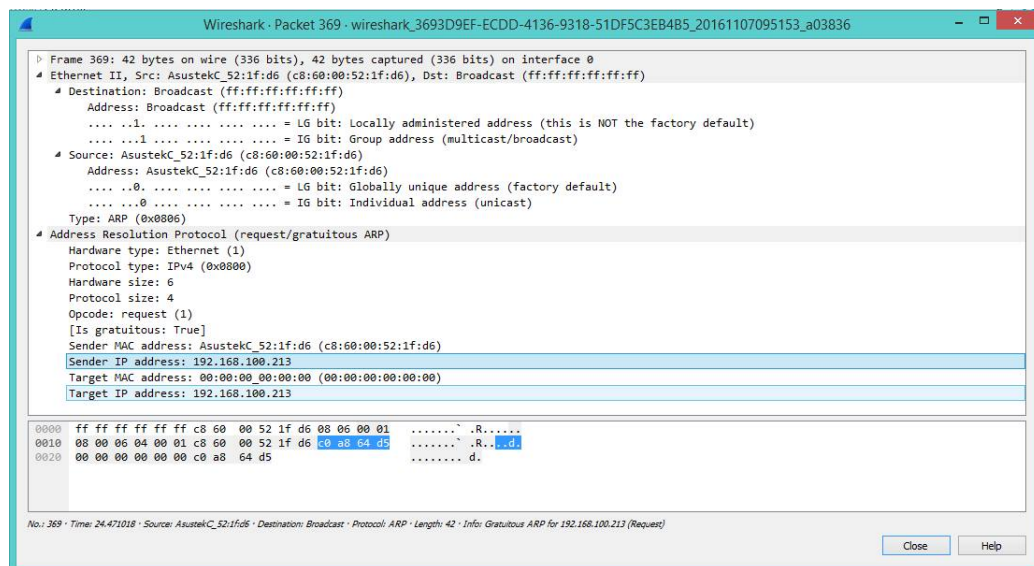 Wireshark · Packet 369 · wireshark_3693D9EF-ECDD-4136-9318-51DF5C3EB4B5_20161107095153_a03836
Frame 369: 42 bytes on wire (336 bits), 42 bytes captured (336 bits) on interface 0
Ethernet II, Src: AsustekC_52:1f:d6 (c8:60:00:52:1f:d6), Dst: Broadcast (ff:ff:ff:ff:ff:ff)
Destination: Broadcast (ff:ff:ff:ff:ff:ff)
Address: Broadcast (ff:ff:ff:ff:ff:ff)
.... ..1. .... .... .... .... = LG bit: Locally administered address (this is NOT the factory default)
.... ...1 .... .... .... .... = IG bit: Group address (multicast/broadcast)
Source: AsustekC_52:1f:d6 (c8:60:00:52:1f:d6)
Address: AsustekC_52:1f:d6 (c8:60:00:52:1f:d6)
.... ..0. .... .... .... .... = LG bit: Globally unique address (factory default)
.... ...0 .... .... .... .... = IG bit: Individual address (unicast)
Type: ARP (0x0806)
Address Resolution Protocol (request/gratuitous ARP)
Hardware type: Ethernet (1)
Protocol type: IPv4 (0x0800)
Hardware size: 6
Protocol size: 4
Opcode: request (1)
[Is gratuitous: True]
Sender MAC address: AsustekC_52:1f:d6 (c8:60:00:52:1f:d6)
Sender IP address: 192.168.100.213
Target MAC address: 00:00:00_00:00:00 (00:00:00:00:00:00)
Target IP address: 192.168.100.213
0000 ff ff ff ff ff ff c8 60 00 52 1f d6 08 06 00 01 .......` .R......
0010 08 00 06 04 00 01 c8 60 00 52 1f d6 c0 a8 64 d5 .......` .R....d.
0020 00 00 00 00 00 00 c0 a8 64 d5 ........ d.
No.: 369 · Time: 24.471018 · Source: AsustekC_52:1f:d6 · Destination: Broadcast · Protocol: ARP · Length: 42 · Info: Gratuitous ARP for 192.168.100.213 (Request)
Close Help